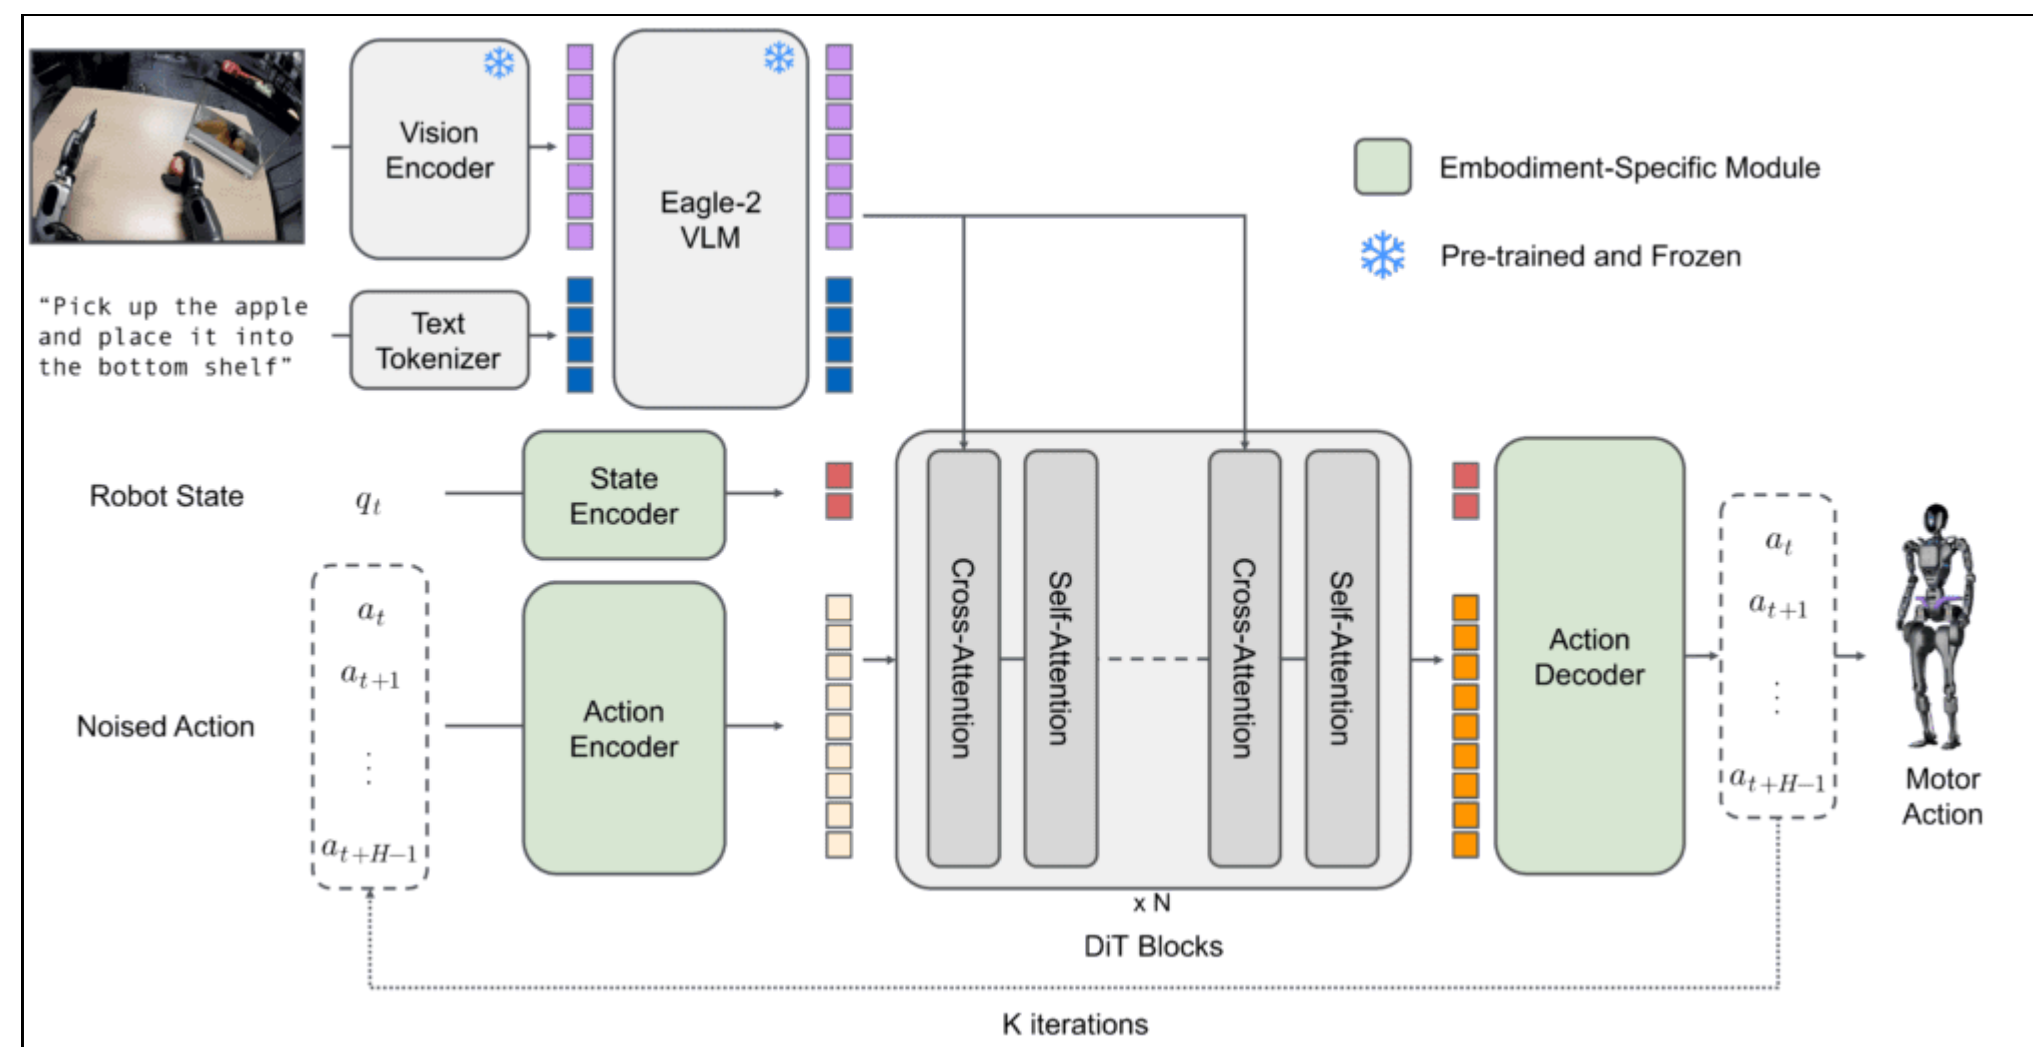 Vision
Encoder
Eagle-2
VLM
Embodiment-Specific Module
Pre-trained and Frozen
“Pick up the apple
and place it into
the bottom shelf”
Text
Tokenizer
Robot State
q_t
State
Encoder
Noised Action
a_t
a_{t+1}
⋮
a_{t+H−1}
Action
Encoder
Cross-Attention
Self-Attention
Cross-Attention
Self-Attention
x N
DiT Blocks
Action
Decoder
a_t
a_{t+1}
⋮
a_{t+H−1}
Motor
Action
K iterations